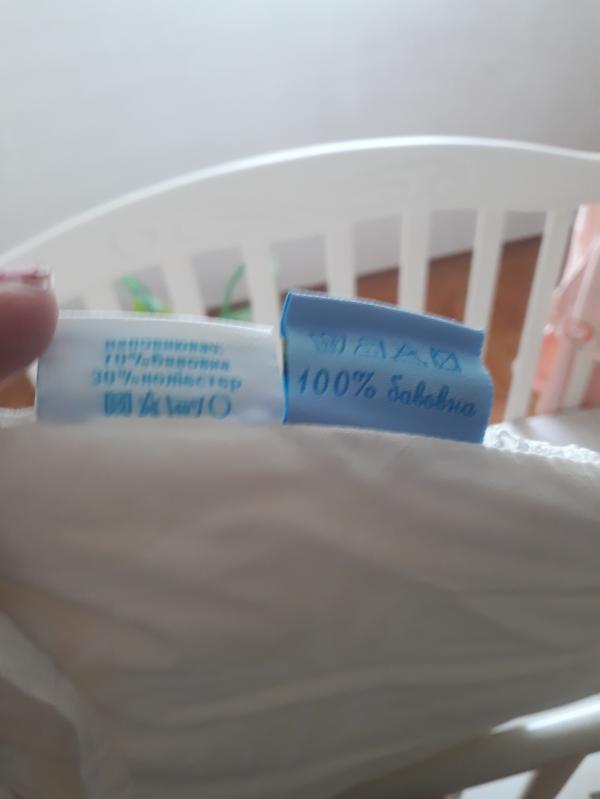 наповнювач:
70% бавовна
30% поліестер
100% бавовна